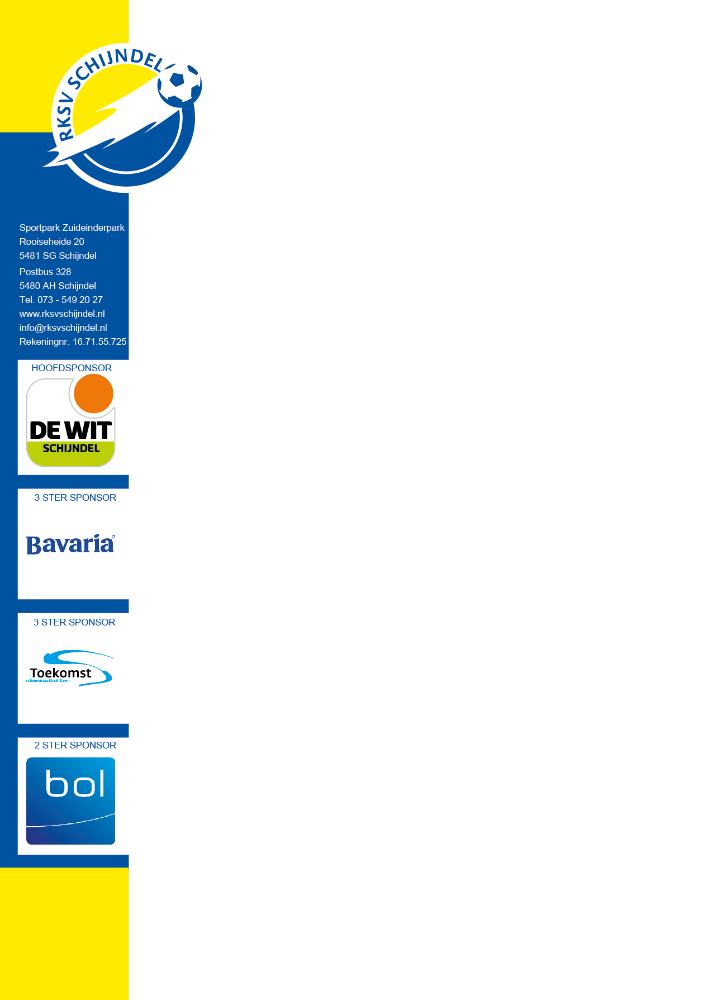 RKSV SCHIJNDEL
Sportpark Zuideinderpark
Rooiseheide 20
5481 SG Schijndel
Postbus 328
5480 AH Schijndel
Tel. 073 - 549 20 27
www.rksvschijndel.nl
info@rksvschijndel.nl
Rekeningnr. 16.71.55.725
HOOFDSPONSOR
DE WIT
SCHIJNDEL
3 STER SPONSOR
Bavaria
3 STER SPONSOR
Toekomst
schoonmaakbedrijven
2 STER SPONSOR
bol